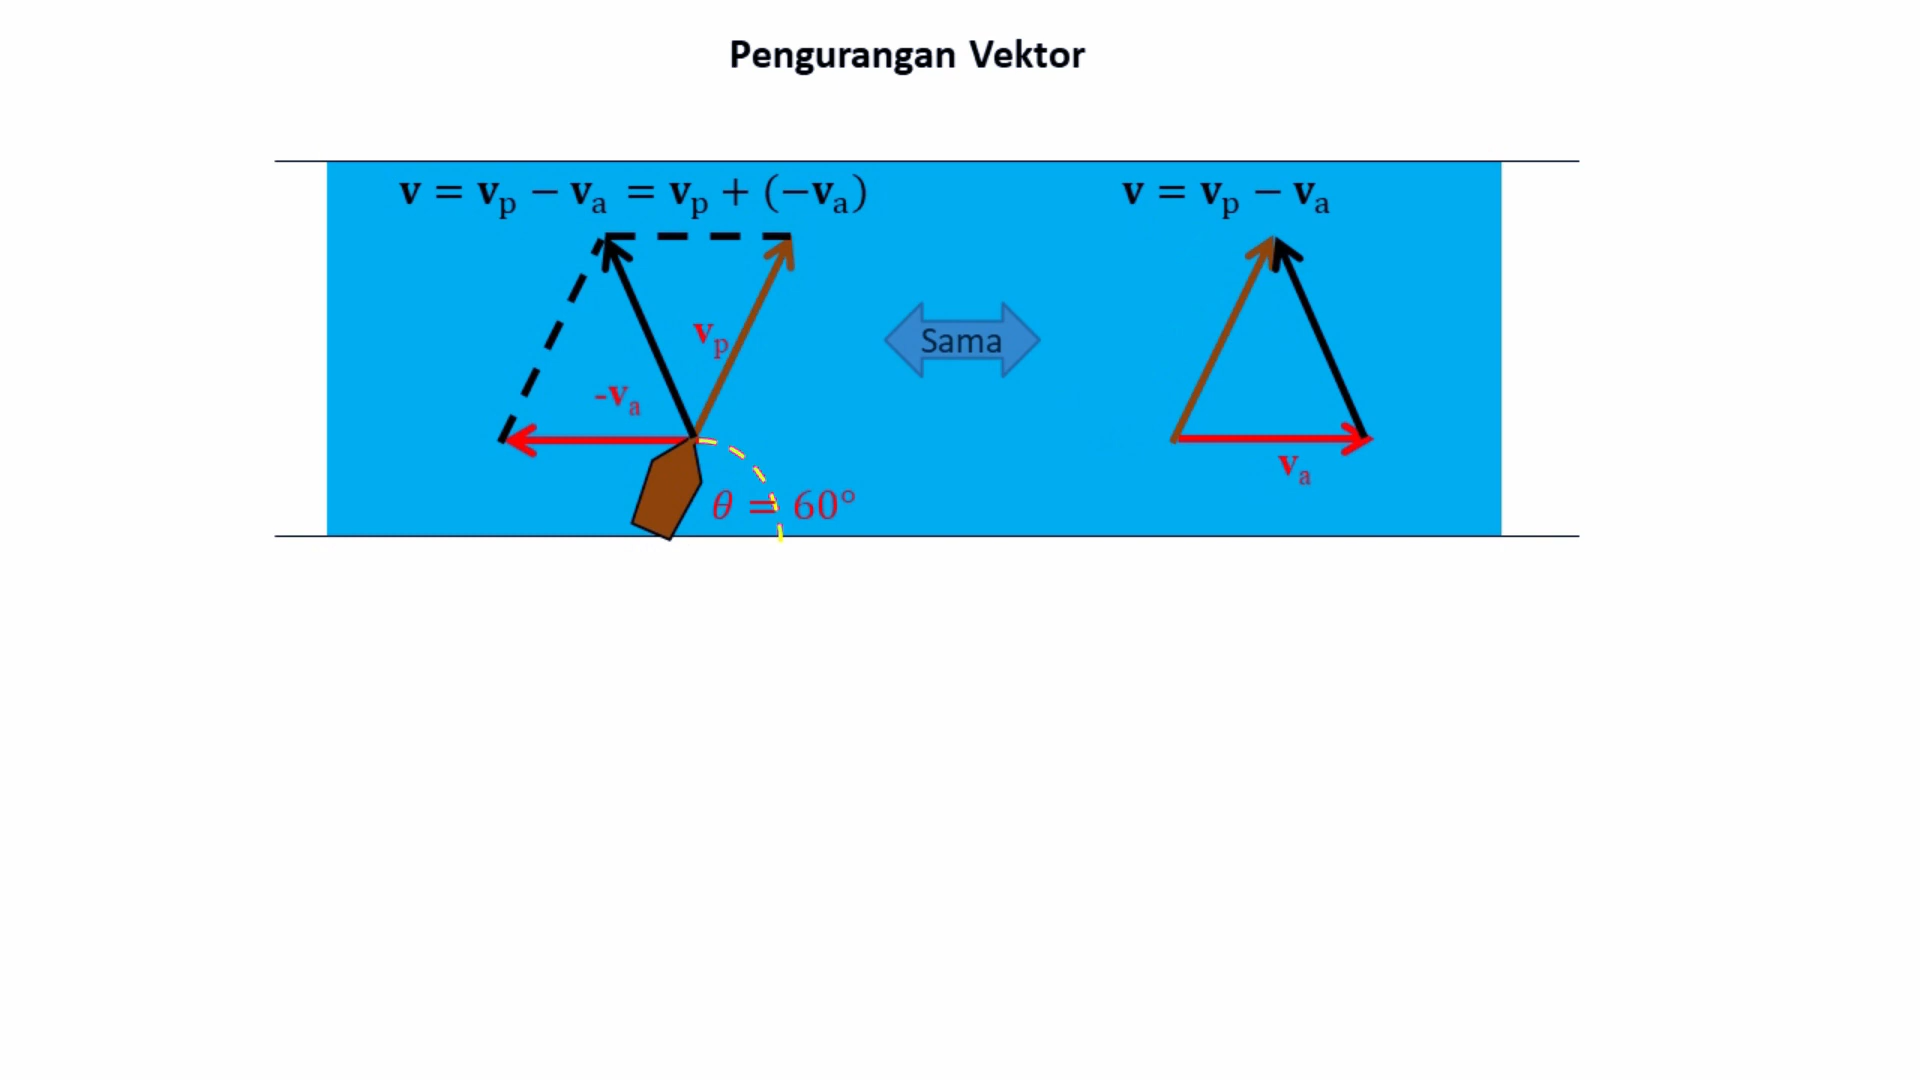 Pengurangan Vektor
v = vₚ − vₐ = vₚ + (−vₐ)
v = vₚ − vₐ
vₚ
Sama
-vₐ
vₐ
θ = 60°